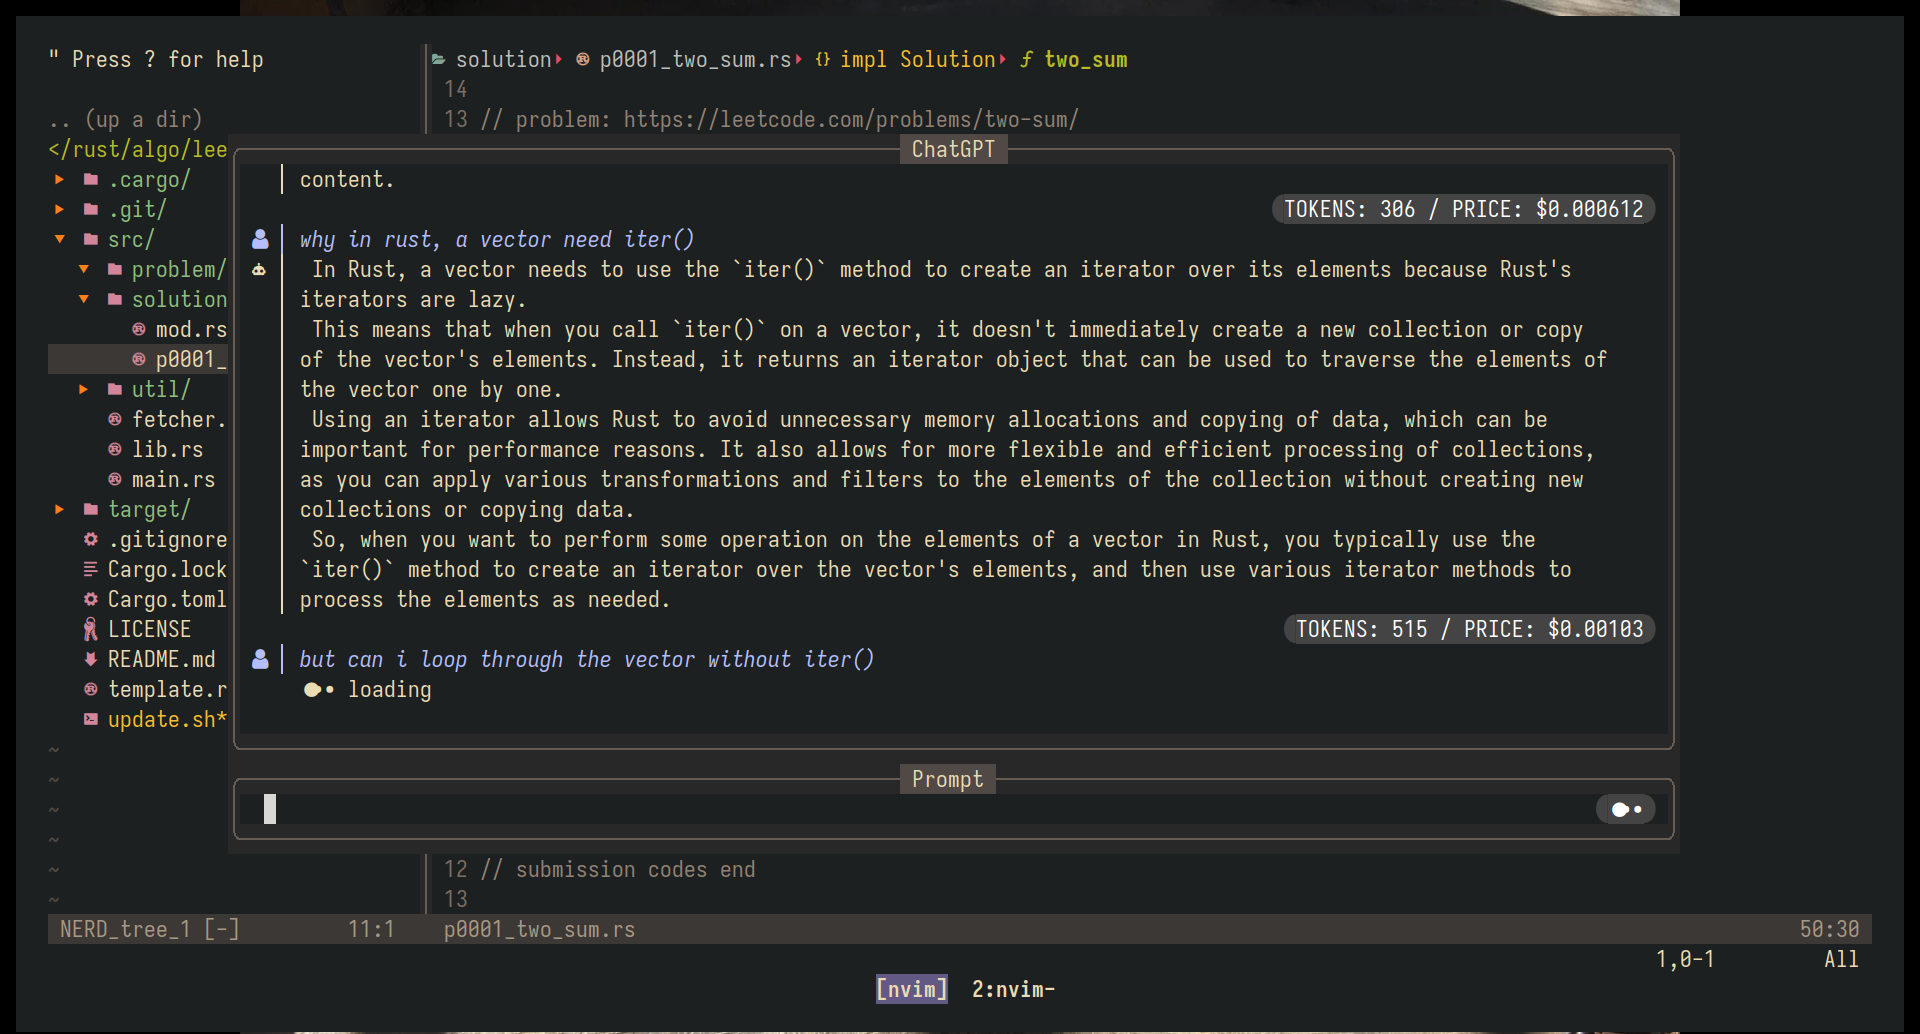 " Press ? for help
.. (up a dir)
</rust/algo/lee
.cargo/
.git/
src/
problem/
solution
mod.rs
p0001_
util/
fetcher.
lib.rs
main.rs
target/
.gitignore
Cargo.lock
Cargo.toml
LICENSE
README.md
template.r
update.sh*
~
~
~
~
~
~
NERD_tree_1 [-] 11:1
solution p0001_two_sum.rs {} impl Solution ƒ two_sum
14
13 // problem: https://leetcode.com/problems/two-sum/
ChatGPT
content.
TOKENS: 306 / PRICE: $0.000612
why in rust, a vector need iter()
In Rust, a vector needs to use the `iter()` method to create an iterator over its elements because Rust's
iterators are lazy.
This means that when you call `iter()` on a vector, it doesn't immediately create a new collection or copy
of the vector's elements. Instead, it returns an iterator object that can be used to traverse the elements of
the vector one by one.
Using an iterator allows Rust to avoid unnecessary memory allocations and copying of data, which can be
important for performance reasons. It also allows for more flexible and efficient processing of collections,
as you can apply various transformations and filters to the elements of the collection without creating new
collections or copying data.
So, when you want to perform some operation on the elements of a vector in Rust, you typically use the
`iter()` method to create an iterator over the vector's elements, and then use various iterator methods to
process the elements as needed.
TOKENS: 515 / PRICE: $0.00103
but can i loop through the vector without iter()
loading
Prompt
12 // submission codes end
13
p0001_two_sum.rs 50:30
1,0-1 All
[nvim] 2:nvim-